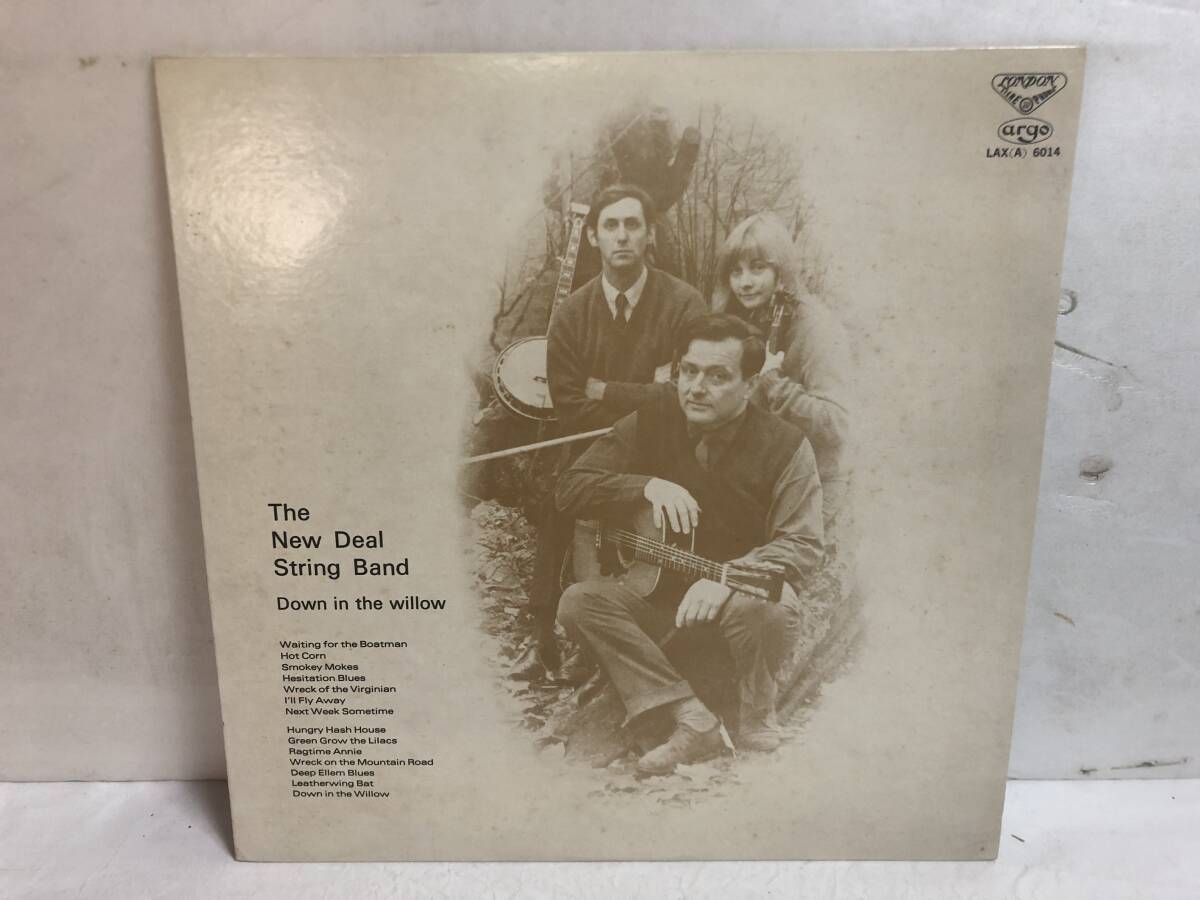 LONDON
argo
LAX(A) 6014
The
New Deal
String Band
Down in the willow
Waiting for the Boatman
Hot Corn
Smokey Mokes
Hesitation Blues
Wreck of the Virginian
I'll Fly Away
Next Week Sometime
Hungry Hash House
Green Grow the Lilacs
Ragtime Annie
Wreck on the Mountain Road
Deep Ellem Blues
Leatherwing Bat
Down in the Willow